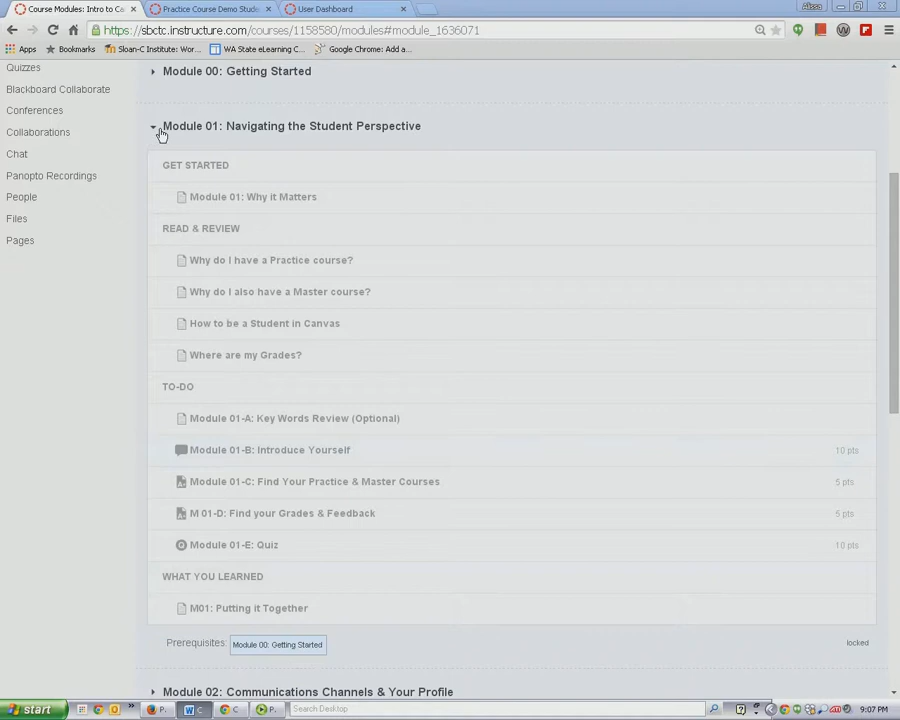 Course Modules: Intro to Ca
Practice Course Demo Stude
User Dashboard
Alissa
https://sbctc.instructure.com/courses/1158580/modules#module_1636071
Apps
Bookmarks
Sloan-C Institute: Wor...
WA State eLearning C...
Google Chrome: Add a...
Quizzes
Blackboard Collaborate
Conferences
Collaborations
Chat
Panopto Recordings
People
Files
Pages
Module 00: Getting Started
Module 01: Navigating the Student Perspective
GET STARTED
Module 01: Why it Matters
READ & REVIEW
Why do I have a Practice course?
Why do I also have a Master course?
How to be a Student in Canvas
Where are my Grades?
TO-DO
Module 01-A: Key Words Review (Optional)
Module 01-B: Introduce Yourself
10 pts
Module 01-C: Find Your Practice & Master Courses
5 pts
M 01-D: Find your Grades & Feedback
5 pts
Module 01-E: Quiz
10 pts
WHAT YOU LEARNED
M01: Putting it Together
Prerequisites:
Module 00: Getting Started
locked
Module 02: Communications Channels & Your Profile
start
P.
C
C.
P.
Search Desktop
9:07 PM